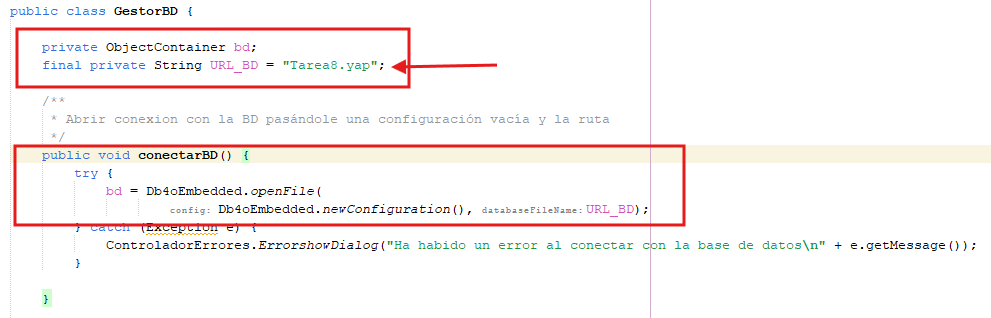 public class GestorBD {
private ObjectContainer bd;
final private String URL_BD = "Tarea8.yap";
/**
* Abrir conexion con la BD pasándole una configuración vacía y la ruta
*/
public void conectarBD() {
try {
bd = Db4oEmbedded.openFile(
config: Db4oEmbedded.newConfiguration(), databaseFileName: URL_BD);
} catch (Exception e) {
ControladorErrores.ErrorshowDialog("Ha habido un error al conectar con la base de datos\n" + e.getMessage());
}
}